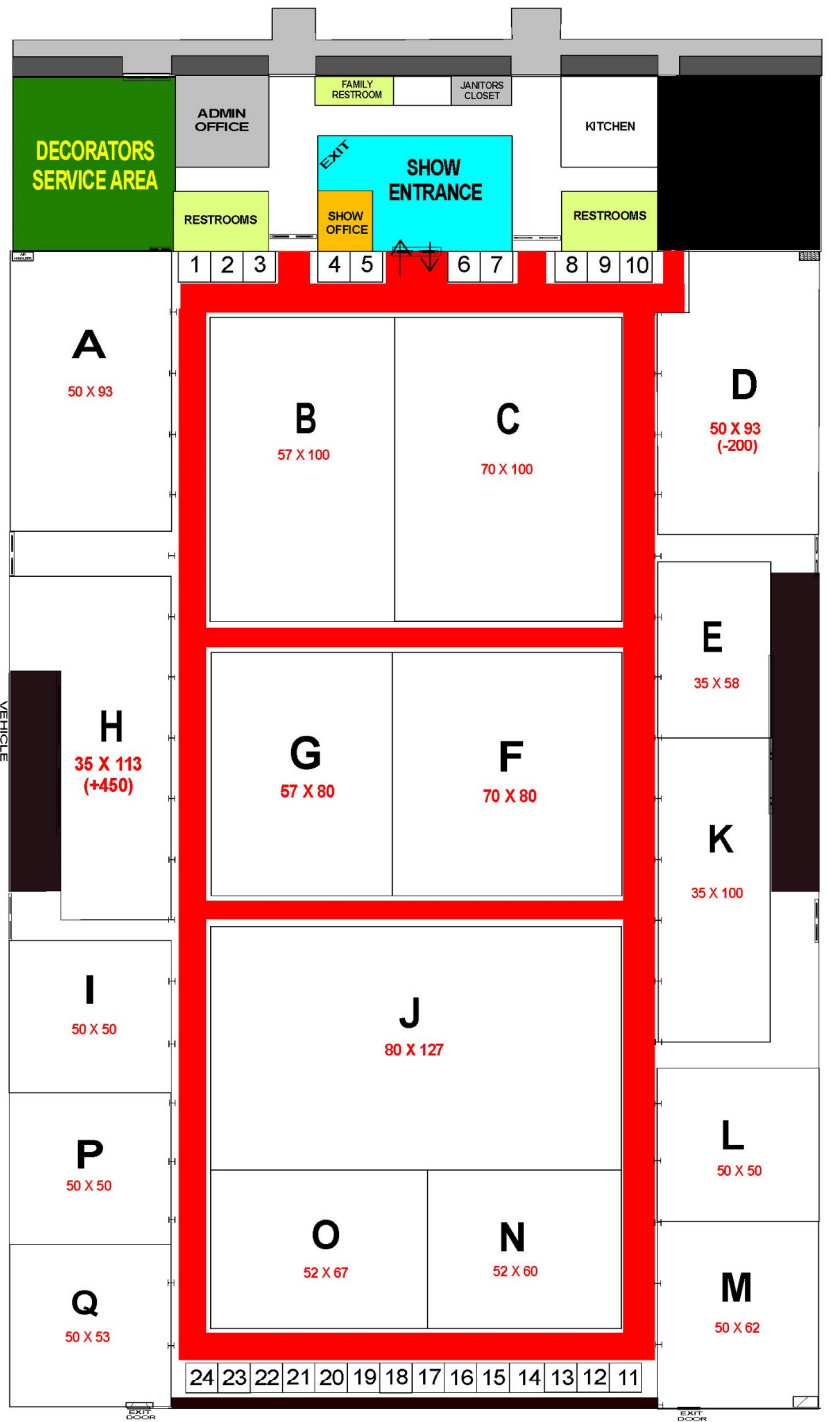 FAMILY
RESTROOM
JANITORS
CLOSET
ADMIN
OFFICE
KITCHEN
DECORATORS
SERVICE AREA
EXIT
SHOW
ENTRANCE
RESTROOMS
SHOW
OFFICE
RESTROOMS
1 2 3 4 5 6 7 8 9 10
A
50 X 93
B
57 X 100
C
70 X 100
D
50 X 93
(-200)
E
35 X 58
VEHICLE
H
35 X 113
(+450)
G
57 X 80
F
70 X 80
K
35 X 100
I
50 X 50
J
80 X 127
P
50 X 50
L
50 X 50
O
52 X 67
N
52 X 60
Q
50 X 53
M
50 X 62
24 23 22 21 20 19 18 17 16 15 14 13 12 11
EXIT
DOOR
EXIT
DOOR